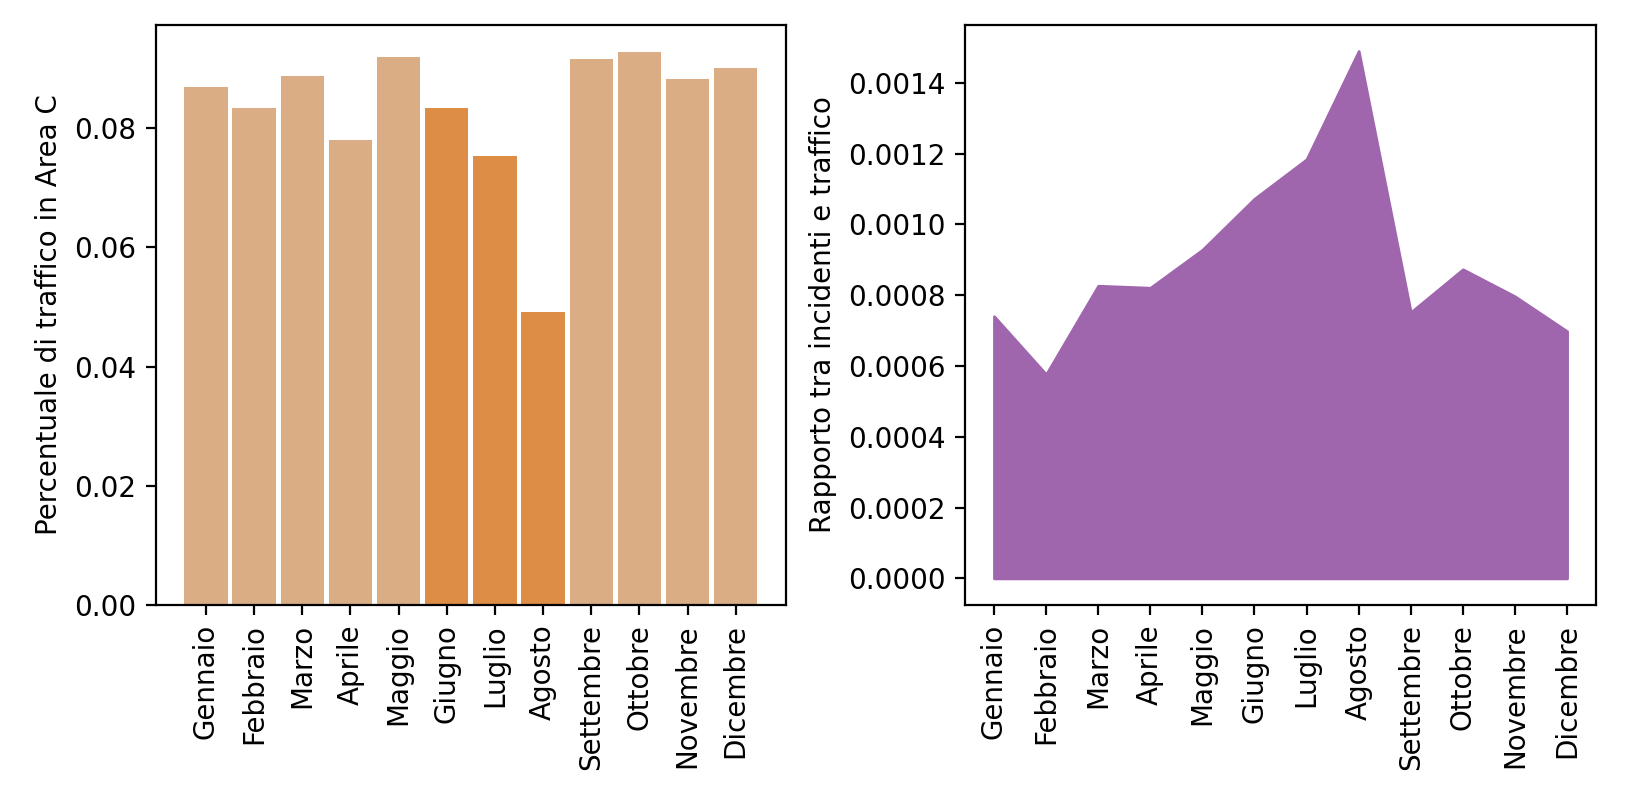 Percentuale di traffico in Area C
0.08
0.06
0.04
0.02
0.00
Gennaio
Febbraio
Marzo
Aprile
Maggio
Giugno
Luglio
Agosto
Settembre
Ottobre
Novembre
Dicembre
Rapporto tra incidenti e traffico
0.0014
0.0012
0.0010
0.0008
0.0006
0.0004
0.0002
0.0000
Gennaio
Febbraio
Marzo
Aprile
Maggio
Giugno
Luglio
Agosto
Settembre
Ottobre
Novembre
Dicembre